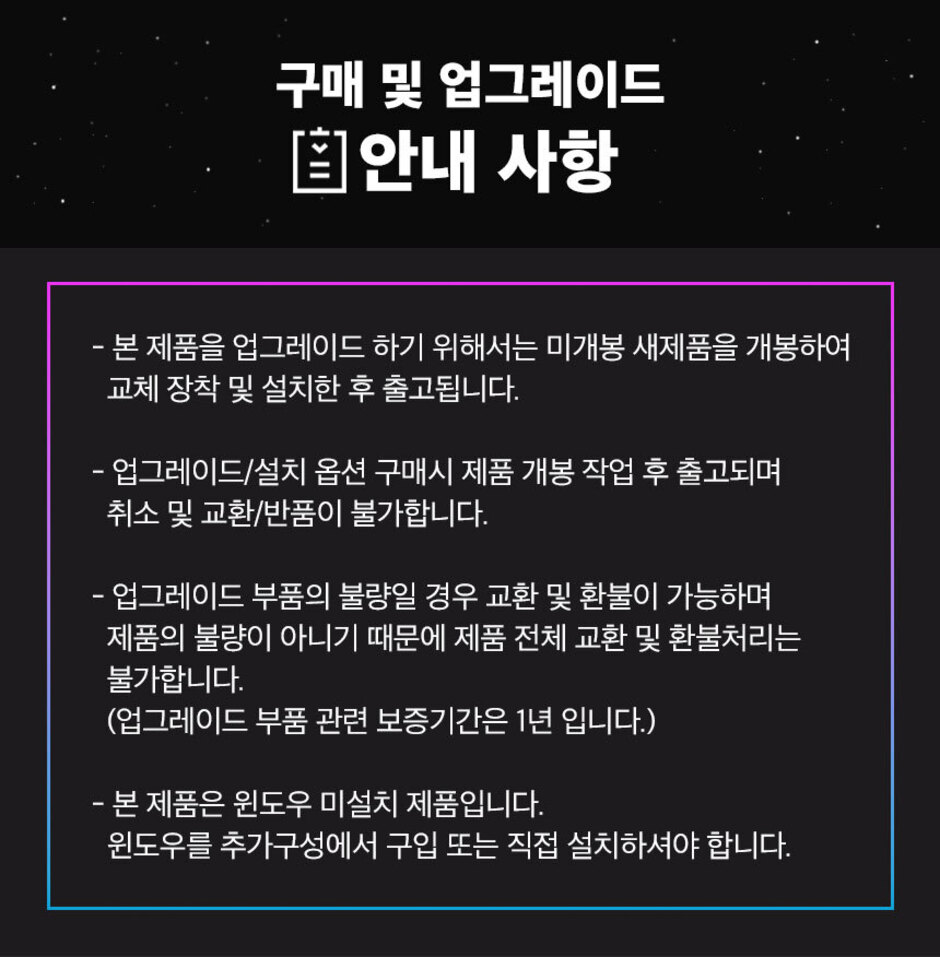 구매 및 업그레이드
안내 사항
- 본 제품을 업그레이드 하기 위해서는 미개봉 새제품을 개봉하여
교체 장착 및 설치한 후 출고됩니다.
- 업그레이드/설치 옵션 구매시 제품 개봉 작업 후 출고되며
취소 및 교환/반품이 불가합니다.
- 업그레이드 부품의 불량일 경우 교환 및 환불이 가능하며
제품의 불량이 아니기 때문에 제품 전체 교환 및 환불처리는
불가합니다.
(업그레이드 부품 관련 보증기간은 1년 입니다.)
- 본 제품은 윈도우 미설치 제품입니다.
윈도우를 추가구성에서 구입 또는 직접 설치하셔야 합니다.